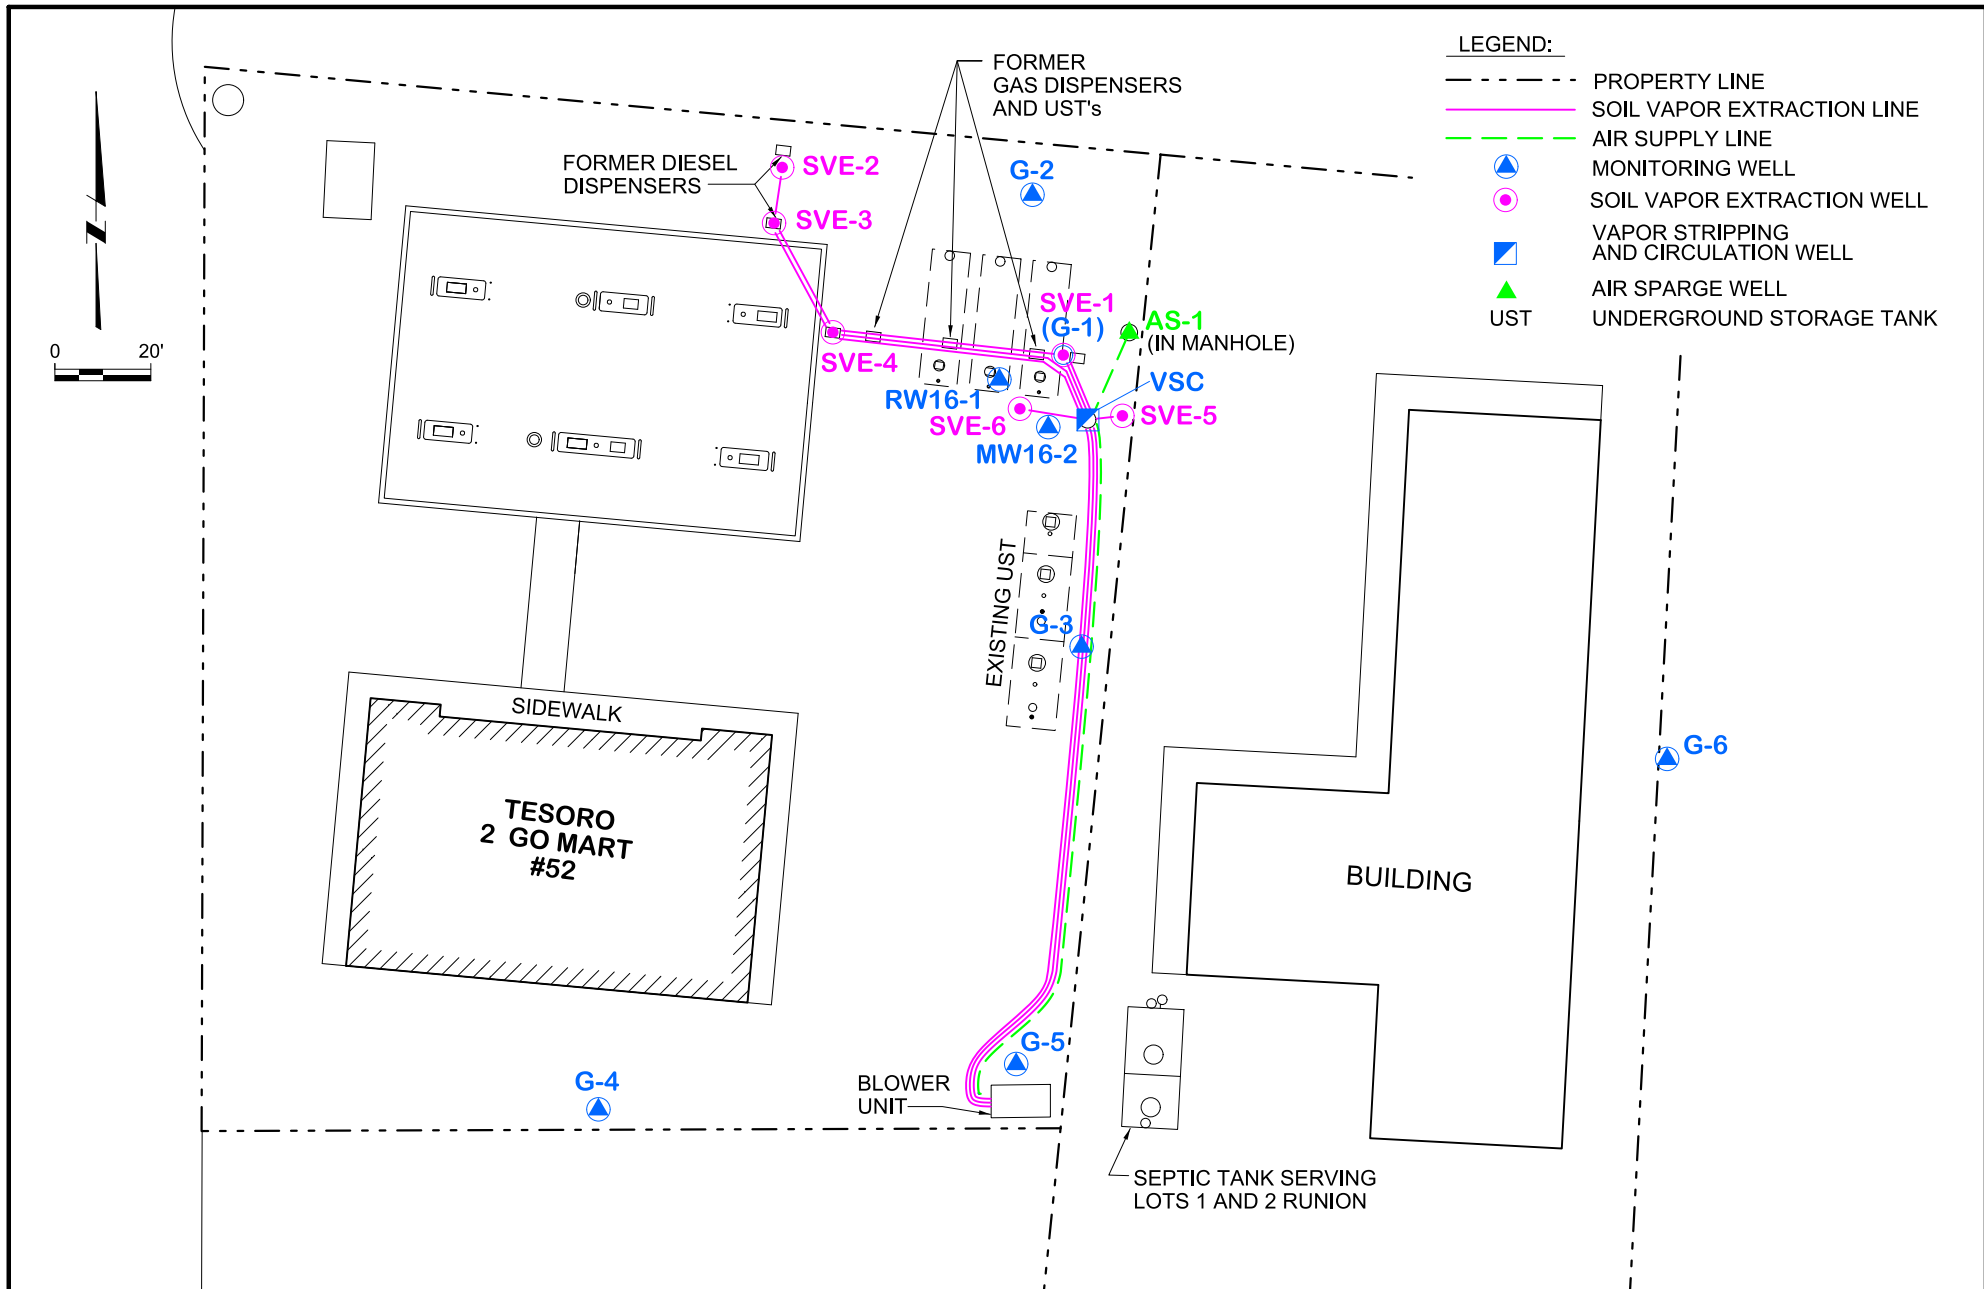 LEGEND:
PROPERTY LINE
SOIL VAPOR EXTRACTION LINE
AIR SUPPLY LINE
MONITORING WELL
SOIL VAPOR EXTRACTION WELL
VAPOR STRIPPING
AND CIRCULATION WELL
AIR SPARGE WELL
UST UNDERGROUND STORAGE TANK
FORMER
GAS DISPENSERS
AND UST's
FORMER DIESEL
DISPENSERS
SVE-2
SVE-3
G-2
N
0 20'
SVE-1
(G-1)
AS-1
(IN MANHOLE)
SVE-4
RW16-1
VSC
SVE-6
SVE-5
MW16-2
EXISTING UST
G-3
SIDEWALK
TESORO
2 GO MART
#52
G-6
BUILDING
G-5
G-4
BLOWER
UNIT
SEPTIC TANK SERVING
LOTS 1 AND 2 RUNION